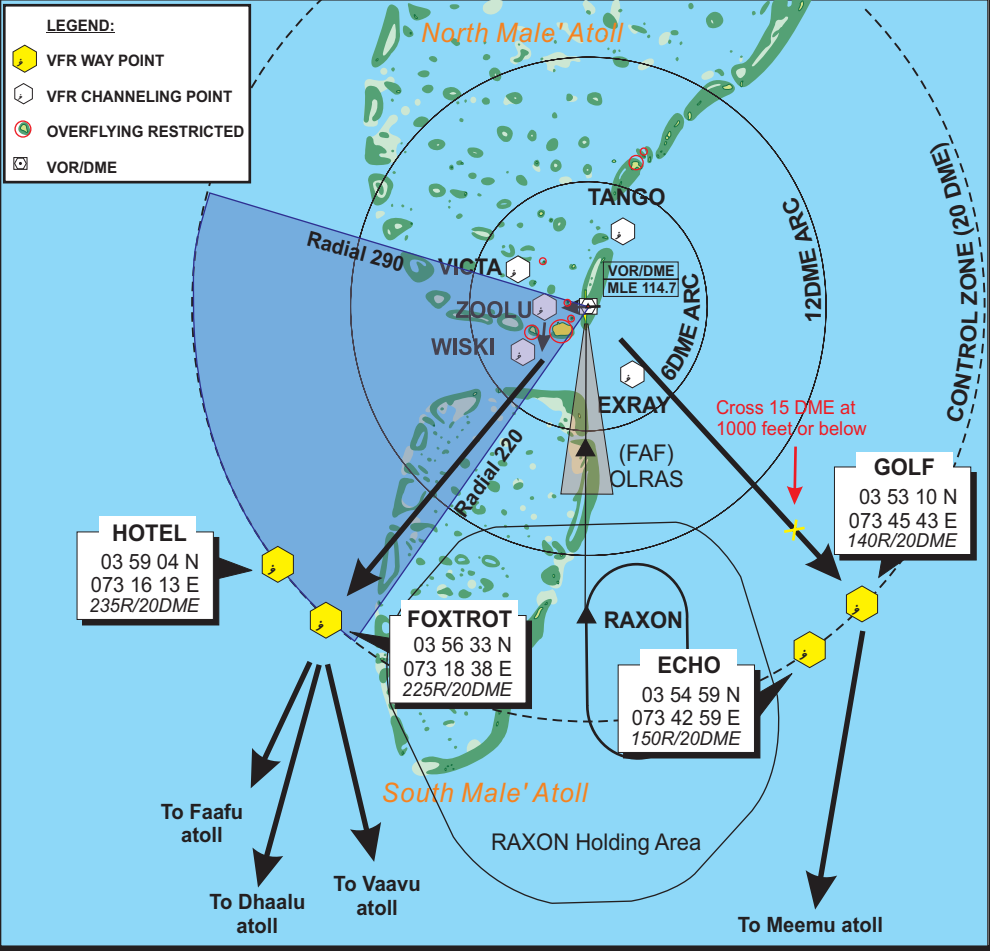 LEGEND:
VFR WAY POINT
VFR CHANNELING POINT
OVERFLYING RESTRICTED
VOR/DME
North Male' Atoll
TANGO
Radial 290
VICTA
VOR/DME
MLE 114.7
ZOOLU
WISKI
6DME ARC
12DME ARC
CONTROL ZONE (20 DME)
EXRAY
Cross 15 DME at
1000 feet or below
Radial 220
(FAF)
OLRAS
GOLF
03 53 10 N
073 45 43 E
140R/20DME
HOTEL
03 59 04 N
073 16 13 E
235R/20DME
FOXTROT
03 56 33 N
073 18 38 E
225R/20DME
RAXON
ECHO
03 54 59 N
073 42 59 E
150R/20DME
South Male' Atoll
To Faafu
atoll
RAXON Holding Area
To Dhaalu
atoll
To Vaavu
atoll
To Meemu atoll